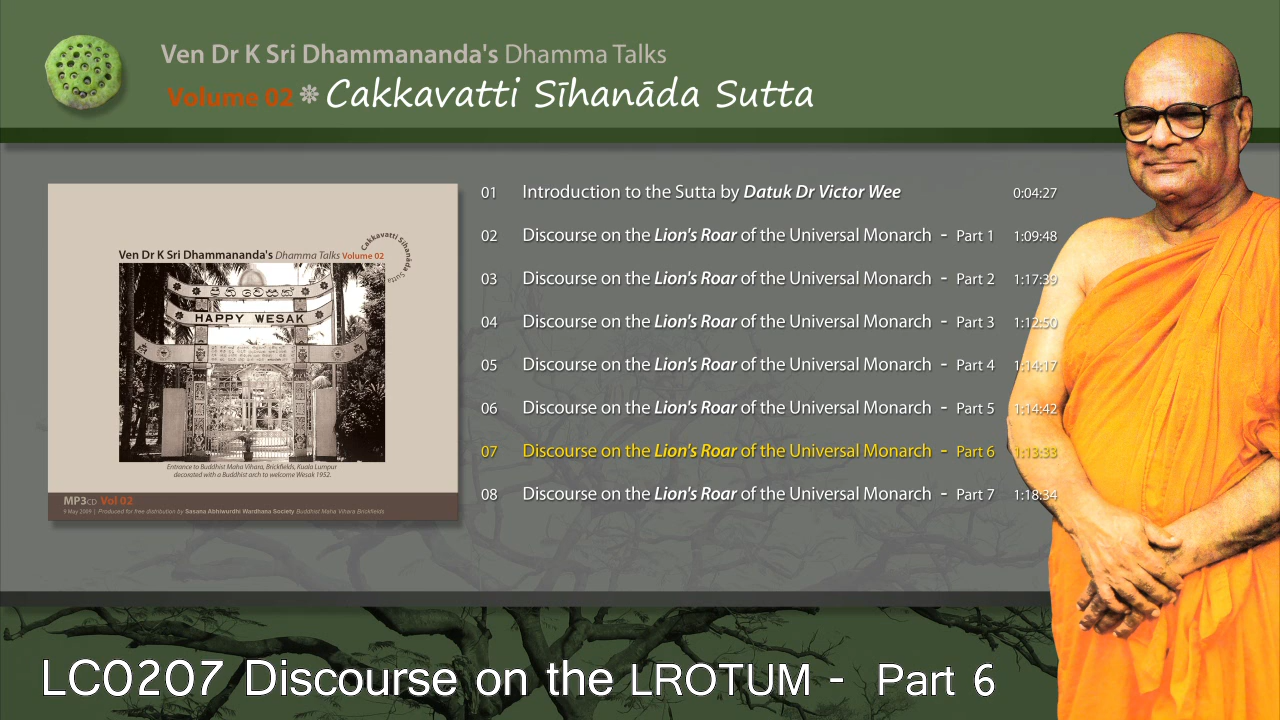 Ven Dr K Sri Dhammananda's Dhamma Talks
Volume 02 ❋ Cakkavatti Sīhanāda Sutta
Cakkavatti Sīhanāda Sutta
Ven Dr K Sri Dhammananda's Dhamma Talks Volume 02
HAPPY WESAK
Entrance to Buddhist Maha Vihara, Brickfields, Kuala Lumpur
decorated with a Buddhist arch to welcome Wesak 1952.
MP3CD Vol 02
9 May 2009 | Produced for free distribution by Sasana Abhiwurdhi Wardhana Society Buddhist Maha Vihara Brickfields
01 Introduction to the Sutta by Datuk Dr Victor Wee 0:04:27
02 Discourse on the Lion's Roar of the Universal Monarch - Part 1 1:09:48
03 Discourse on the Lion's Roar of the Universal Monarch - Part 2 1:17:39
04 Discourse on the Lion's Roar of the Universal Monarch - Part 3 1:12:50
05 Discourse on the Lion's Roar of the Universal Monarch - Part 4 1:14:17
06 Discourse on the Lion's Roar of the Universal Monarch - Part 5 1:14:42
07 Discourse on the Lion's Roar of the Universal Monarch - Part 6 1:13:33
08 Discourse on the Lion's Roar of the Universal Monarch - Part 7 1:18:34
LC0207 Discourse on the LROTUM - Part 6